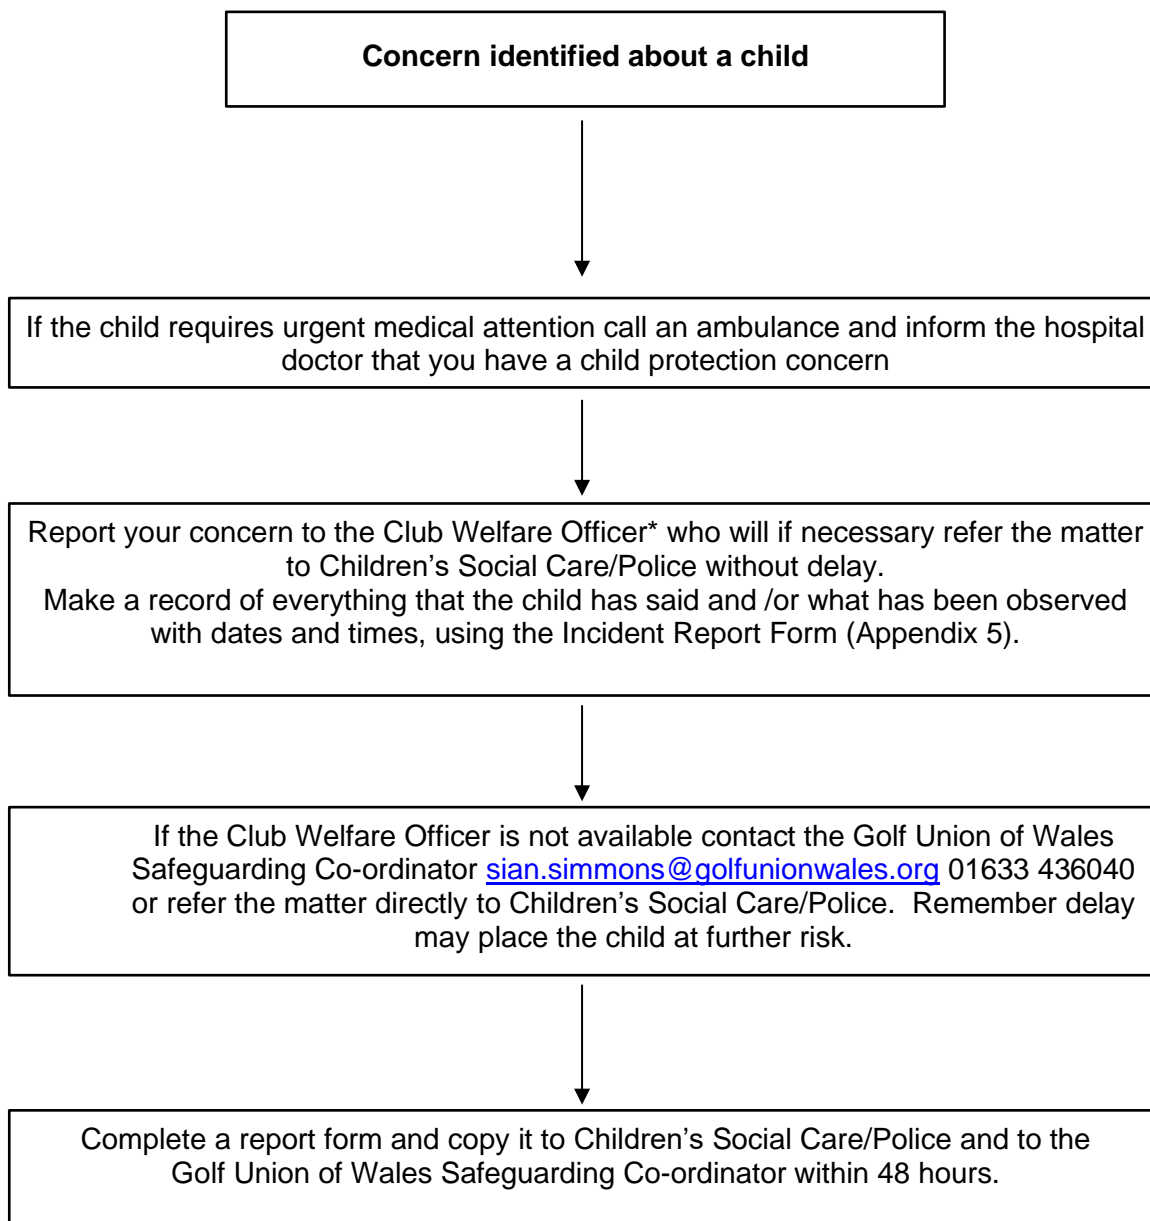 Concern identified about a child
If the child requires urgent medical attention call an ambulance and inform the hospital
doctor that you have a child protection concern
Report your concern to the Club Welfare Officer* who will if necessary refer the matter
to Children’s Social Care/Police without delay.
Make a record of everything that the child has said and /or what has been observed
with dates and times, using the Incident Report Form (Appendix 5).
If the Club Welfare Officer is not available contact the Golf Union of Wales
Safeguarding Co-ordinator sian.simmons@golfunionwales.org 01633 436040
or refer the matter directly to Children’s Social Care/Police.  Remember delay
may place the child at further risk.
Complete a report form and copy it to Children’s Social Care/Police and to the
Golf Union of Wales Safeguarding Co-ordinator within 48 hours.